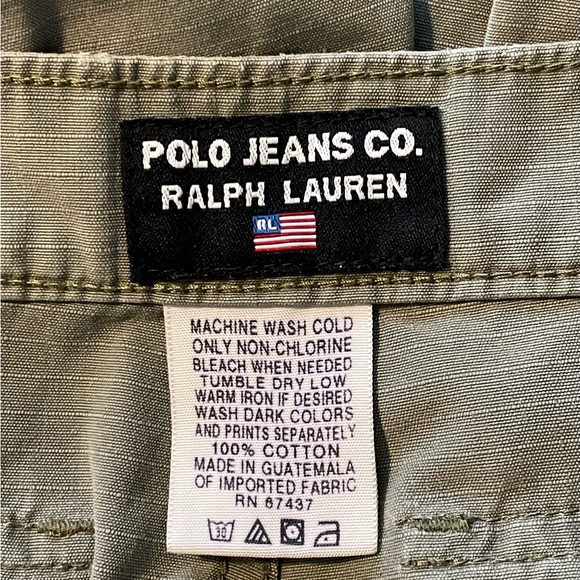 POLO JEANS CO.
RALPH LAUREN
RL
MACHINE WASH COLD
ONLY NON-CHLORINE
BLEACH WHEN NEEDED
TUMBLE DRY LOW
WARM IRON IF DESIRED
WASH DARK COLORS
AND PRINTS SEPARATELY
100% COTTON
MADE IN GUATEMALA
OF IMPORTED FABRIC
RN 67437
30